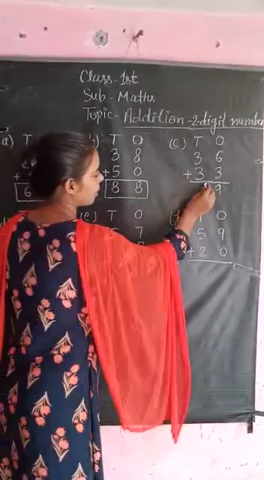 Class-1st
Sub-Maths
Topic-Addition-2-digit number
a) T
b) T O
3 8
+5 0
8 8
(c) T O
3 6
+3 3
9
6
(d)
(e) T O
7
(f) T O
5 9
+2 0